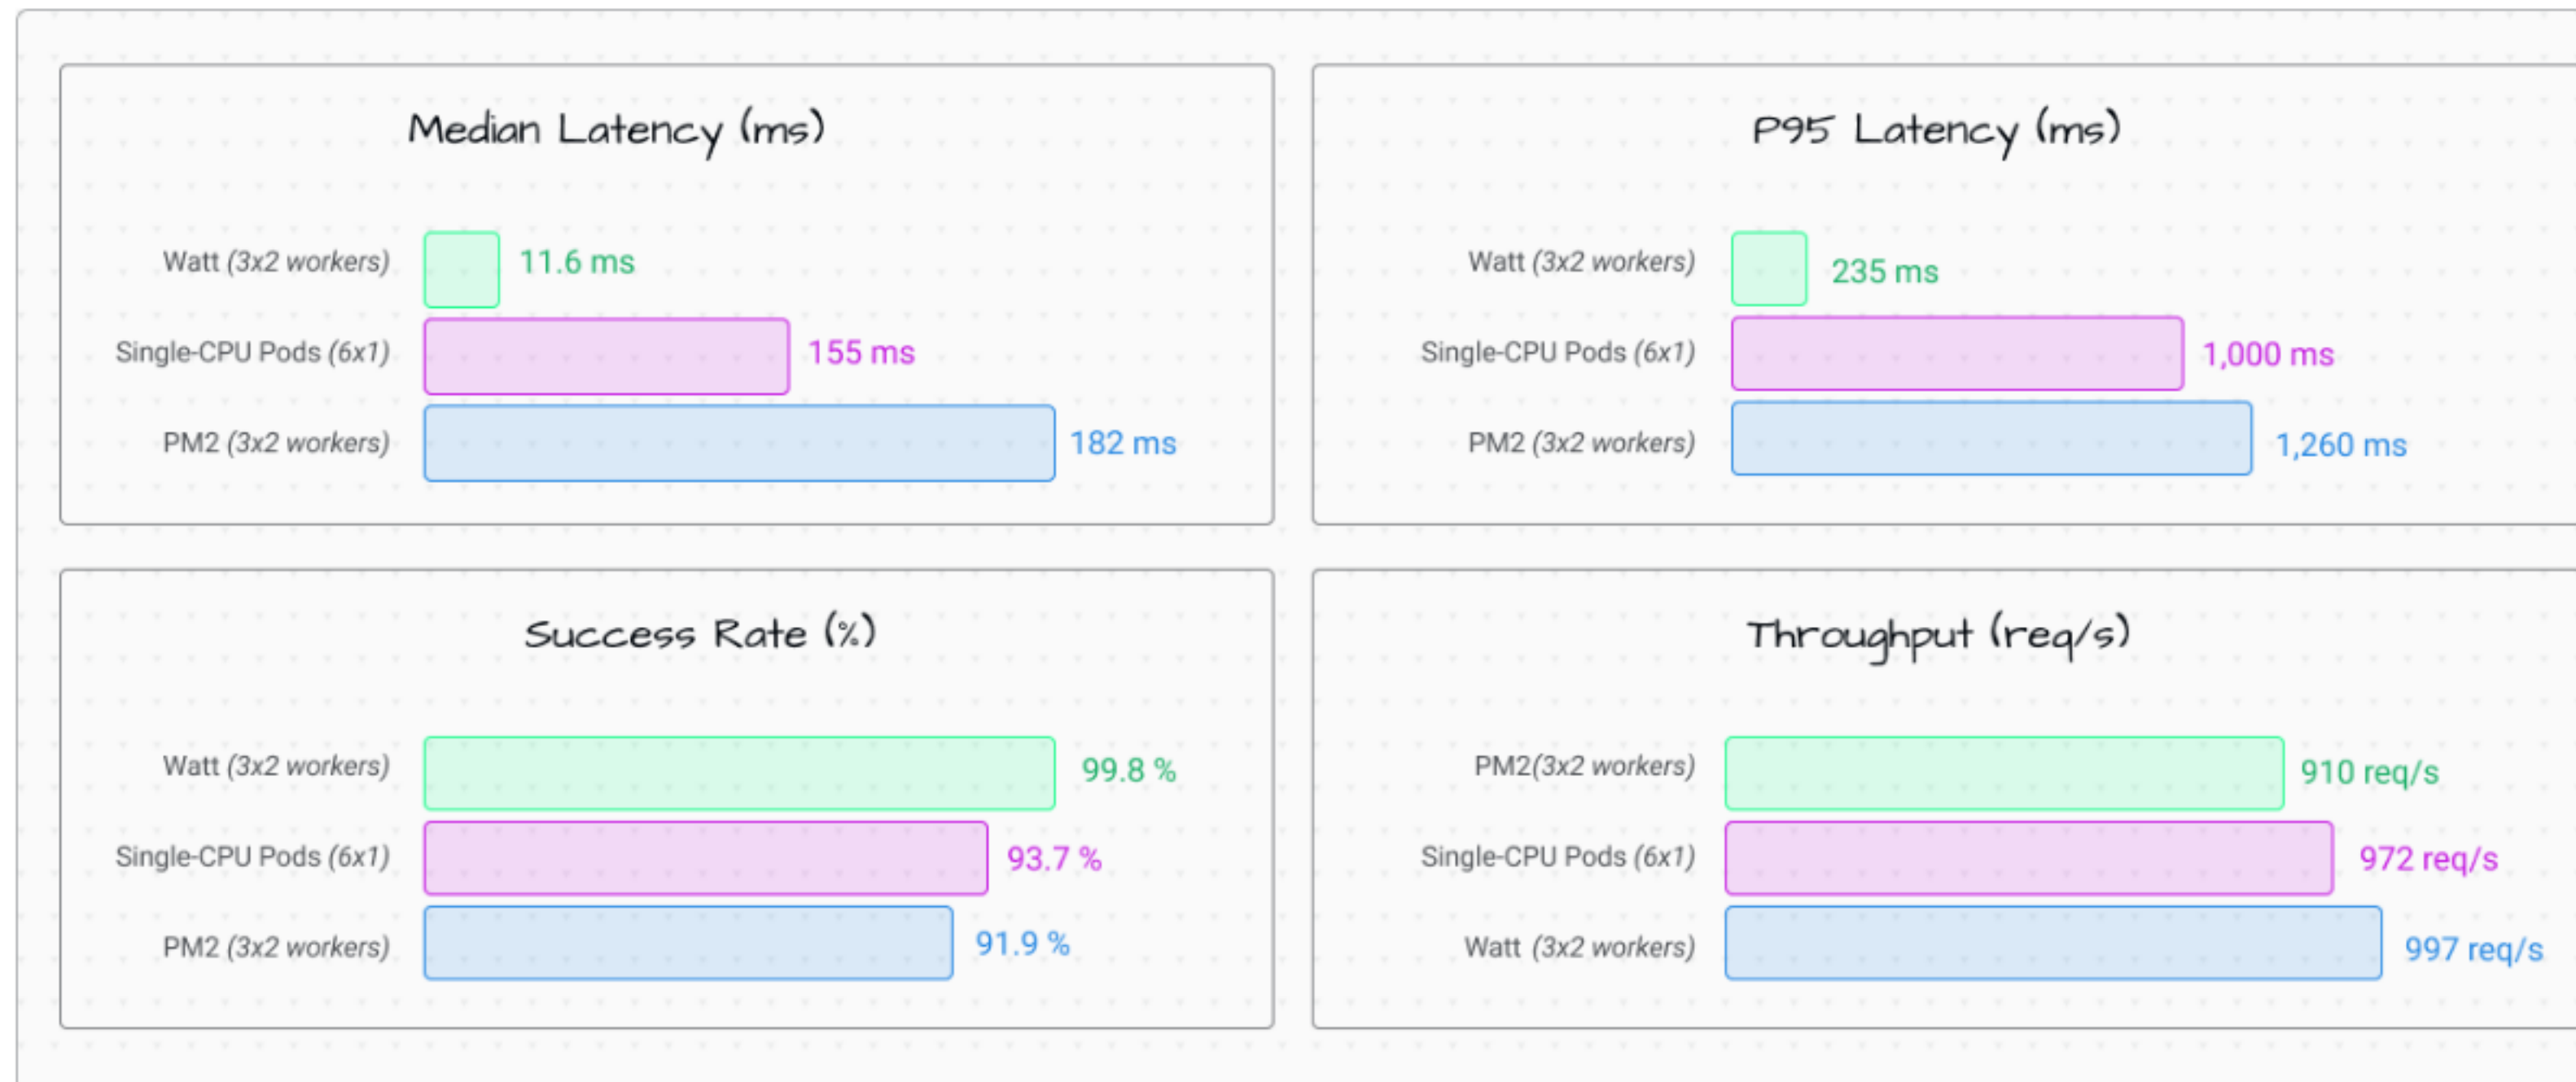 Median Latency (ms)
Watt (3x2 workers) 11.6 ms
Single-CPU Pods (6x1) 155 ms
PM2 (3x2 workers) 182 ms
P95 Latency (ms)
Watt (3x2 workers) 235 ms
Single-CPU Pods (6x1) 1,000 ms
PM2 (3x2 workers) 1,260 ms
Success Rate (%)
Watt (3x2 workers) 99.8 %
Single-CPU Pods (6x1) 93.7 %
PM2 (3x2 workers) 91.9 %
Throughput (req/s)
PM2(3x2 workers) 910 req/s
Single-CPU Pods (6x1) 972 req/s
Watt (3x2 workers) 997 req/s